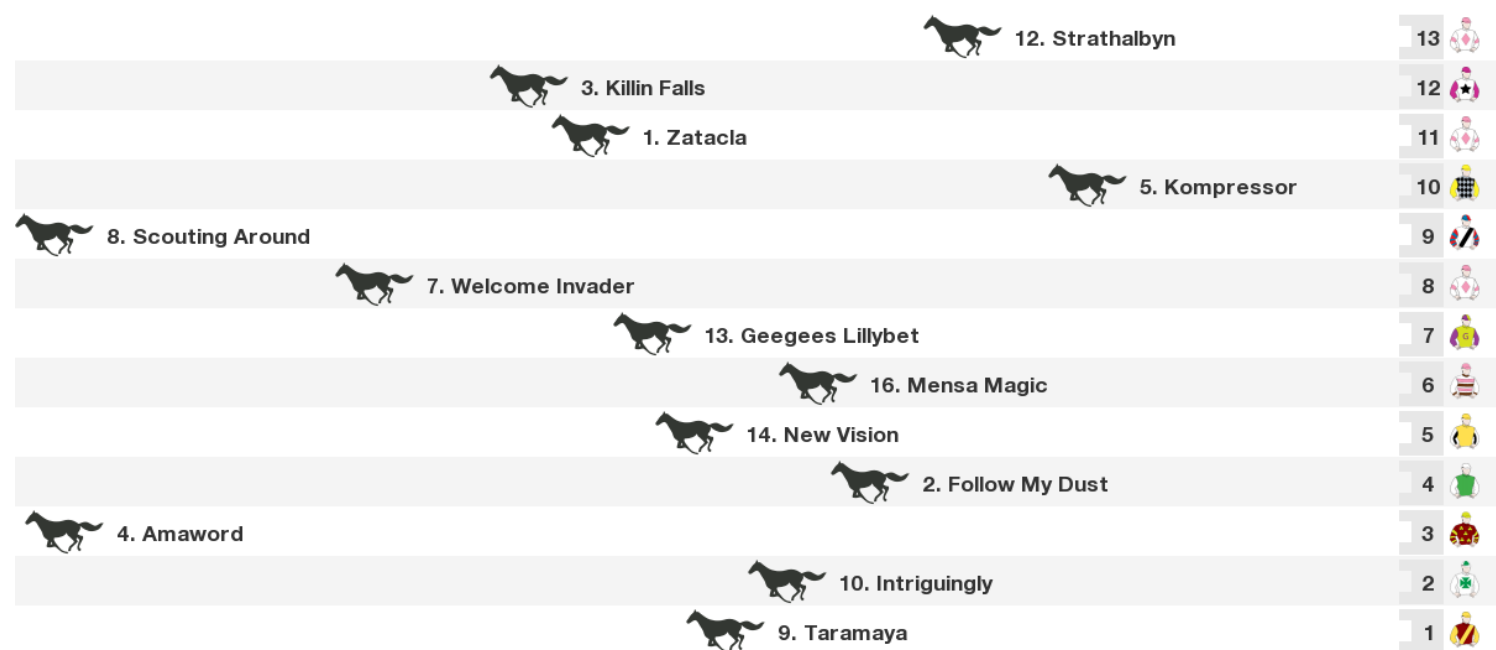 12. Strathalbyn 13
3. Killin Falls 12
1. Zatacla 11
5. Kompressor 10
8. Scouting Around 9
7. Welcome Invader 8
13. Geegees Lillybet 7 G
16. Mensa Magic 6
14. New Vision 5
2. Follow My Dust 4
4. Amaword 3
10. Intriguingly 2
9. Taramaya 1